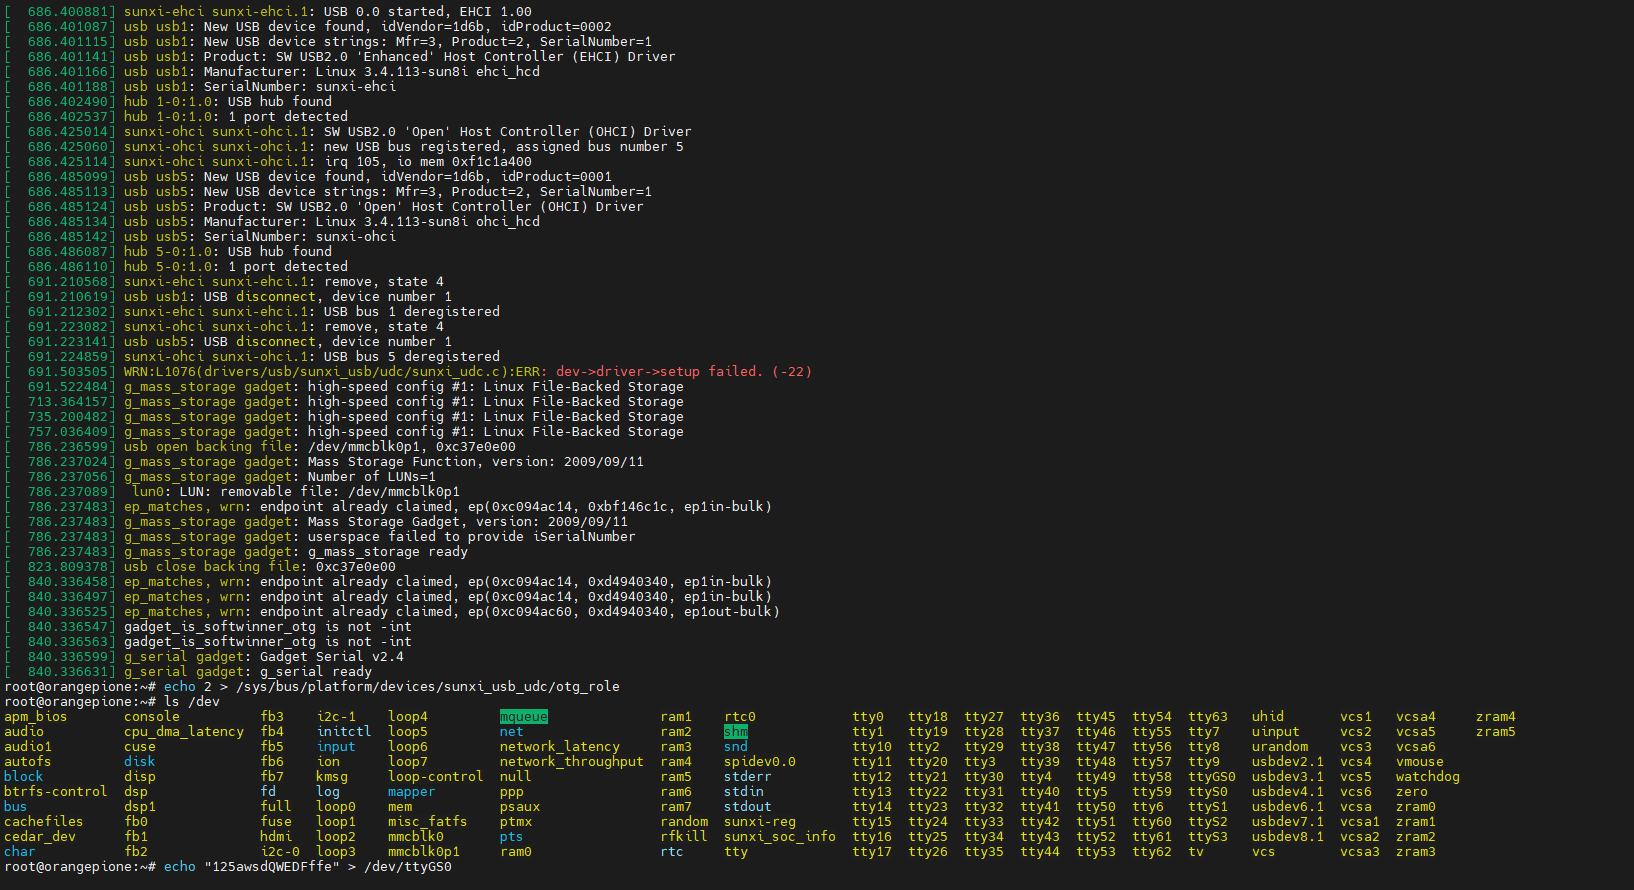 [  686.400881] sunxi-ehci sunxi-ehci.1: USB 0.0 started, EHCI 1.00
[  686.401087] usb usb1: New USB device found, idVendor=1d6b, idProduct=0002
[  686.401115] usb usb1: New USB device strings: Mfr=3, Product=2, SerialNumber=1
[  686.401141] usb usb1: Product: SW USB2.0 'Enhanced' Host Controller (EHCI) Driver
[  686.401166] usb usb1: Manufacturer: Linux 3.4.113-sun8i ehci_hcd
[  686.401188] usb usb1: SerialNumber: sunxi-ehci
[  686.402490] hub 1-0:1.0: USB hub found
[  686.402537] hub 1-0:1.0: 1 port detected
[  686.425014] sunxi-ohci sunxi-ohci.1: SW USB2.0 'Open' Host Controller (OHCI) Driver
[  686.425060] sunxi-ohci sunxi-ohci.1: new USB bus registered, assigned bus number 5
[  686.425114] sunxi-ohci sunxi-ohci.1: irq 105, io mem 0xf1c1a400
[  686.485099] usb usb5: New USB device found, idVendor=1d6b, idProduct=0001
[  686.485113] usb usb5: New USB device strings: Mfr=3, Product=2, SerialNumber=1
[  686.485124] usb usb5: Product: SW USB2.0 'Open' Host Controller (OHCI) Driver
[  686.485134] usb usb5: Manufacturer: Linux 3.4.113-sun8i ohci_hcd
[  686.485142] usb usb5: SerialNumber: sunxi-ohci
[  686.486087] hub 5-0:1.0: USB hub found
[  686.486110] hub 5-0:1.0: 1 port detected
[  691.210568] sunxi-ehci sunxi-ehci.1: remove, state 4
[  691.210619] usb usb1: USB disconnect, device number 1
[  691.212302] sunxi-ehci sunxi-ehci.1: USB bus 1 deregistered
[  691.223082] sunxi-ohci sunxi-ohci.1: remove, state 4
[  691.223141] usb usb5: USB disconnect, device number 1
[  691.224859] sunxi-ohci sunxi-ohci.1: USB bus 5 deregistered
[  691.503505] WRN:L1076(drivers/usb/sunxi_usb/udc/sunxi_udc.c):ERR: dev->driver->setup failed. (-22)
[  691.522484] g_mass_storage gadget: high-speed config #1: Linux File-Backed Storage
[  713.364157] g_mass_storage gadget: high-speed config #1: Linux File-Backed Storage
[  735.200482] g_mass_storage gadget: high-speed config #1: Linux File-Backed Storage
[  757.036409] g_mass_storage gadget: high-speed config #1: Linux File-Backed Storage
[  786.236599] usb open backing file: /dev/mmcblk0p1, 0xc37e0e00
[  786.237024] g_mass_storage gadget: Mass Storage Function, version: 2009/09/11
[  786.237056] g_mass_storage gadget: Number of LUNs=1
[  786.237089]  lun0: LUN: removable file: /dev/mmcblk0p1
[  786.237483] ep_matches, wrn: endpoint already claimed, ep(0xc094ac14, 0xbf146c1c, ep1in-bulk)
[  786.237483] g_mass_storage gadget: Mass Storage Gadget, version: 2009/09/11
[  786.237483] g_mass_storage gadget: userspace failed to provide iSerialNumber
[  786.237483] g_mass_storage gadget: g_mass_storage ready
[  823.809378] usb close backing file: 0xc37e0e00
[  840.336458] ep_matches, wrn: endpoint already claimed, ep(0xc094ac14, 0xd4940340, ep1in-bulk)
[  840.336497] ep_matches, wrn: endpoint already claimed, ep(0xc094ac14, 0xd4940340, ep1in-bulk)
[  840.336525] ep_matches, wrn: endpoint already claimed, ep(0xc094ac60, 0xd4940340, ep1out-bulk)
[  840.336547] gadget_is_softwinner_otg is not -int
[  840.336563] gadget_is_softwinner_otg is not -int
[  840.336599] g_serial gadget: Gadget Serial v2.4
[  840.336631] g_serial gadget: g_serial ready
root@orangepione:~# echo 2 > /sys/bus/platform/devices/sunxi_usb_udc/otg_role
root@orangepione:~# ls /dev
apm_bios console fb3 i2c-1 loop4 mqueue ram1 rtc0 tty0 tty18 tty27 tty36 tty45 tty54 tty63 uhid vcs1 vcsa4 zram4
audio cpu_dma_latency fb4 initctl loop5 net ram2 shm tty1 tty19 tty28 tty37 tty46 tty55 tty7 uinput vcs2 vcsa5 zram5
audio1 cuse fb5 input loop6 network_latency ram3 snd tty10 tty2 tty29 tty38 tty47 tty56 tty8 urandom vcs3 vcsa6
autofs disk fb6 ion loop7 network_throughput ram4 spidev0.0 tty11 tty20 tty3 tty39 tty48 tty57 tty9 usbdev2.1 vcs4 vmouse
block disp fb7 kmsg loop-control null ram5 stderr tty12 tty21 tty30 tty4 tty49 tty58 ttyGS0 usbdev3.1 vcs5 watchdog
btrfs-control dsp fd log mapper ppp ram6 stdin tty13 tty22 tty31 tty40 tty5 tty59 ttyS0 usbdev4.1 vcs6 zero
bus dsp1 full loop0 mem psaux ram7 stdout tty14 tty23 tty32 tty41 tty50 tty6 ttyS1 usbdev6.1 vcsa zram0
cachefiles fb0 fuse loop1 misc_fatfs ptmx random sunxi-reg tty15 tty24 tty33 tty42 tty51 tty60 ttyS2 usbdev7.1 vcsa1 zram1
cedar_dev fb1 hdmi loop2 mmcblk0 pts rfkill sunxi_soc_info tty16 tty25 tty34 tty43 tty52 tty61 ttyS3 usbdev8.1 vcsa2 zram2
char fb2 i2c-0 loop3 mmcblk0p1 ram0 rtc tty tty17 tty26 tty35 tty44 tty53 tty62 tv vcs vcsa3 zram3
root@orangepione:~# echo "125awsdQWEDFffe" > /dev/ttyGS0